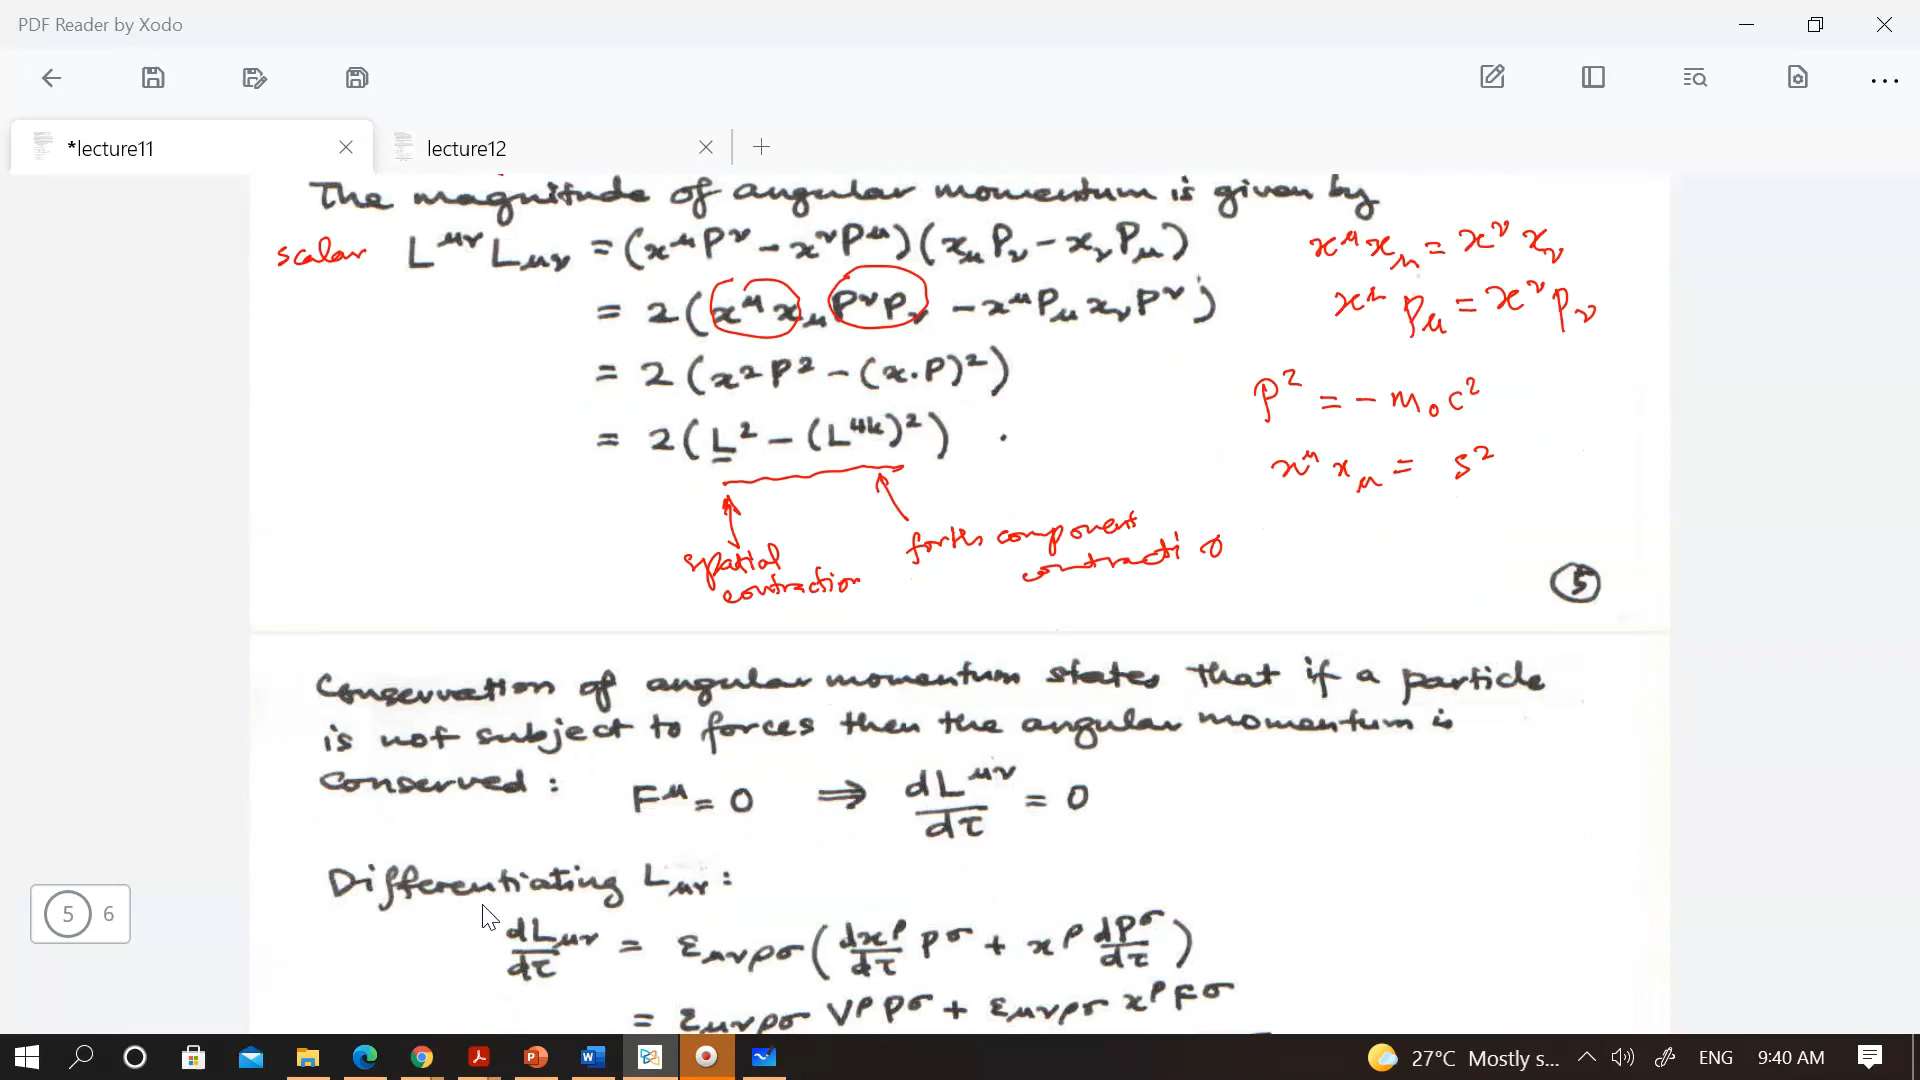 PDF Reader by Xodo
*lecture11
lecture12
The magnitude of angular momentum is given by
scalar L^μν L_μν = (x^μ P^ν - x^ν P^μ)(x_μ P_ν - x_ν P_μ)
x^μ x_μ = x^ν x_ν
= 2(x^μ x_μ P^ν P_ν - x^μ P_μ x_ν P^ν)
x^μ P_μ = x^ν P_ν
= 2(x² P² - (x.P)²)
P² = - m₀c²
= 2(L² - (L^4k)²) .
x^μ x_μ = s²
spatial contraction
forth component
5
Conservation of angular momentum states that if a particle
is not subject to forces then the angular momentum is
conserved : F^μ = 0 ⇒ dL^μν/dτ = 0
Differentiating L_μν :
dL_μν/dτ = ε_μνρσ (dx^ρ/dτ P^σ + x^ρ dP^σ/dτ)
= ε_μνρσ V^ρ P^σ + ε_μνρσ x^ρ F^σ
5 6
27°C Mostly s... ENG 9:40 AM